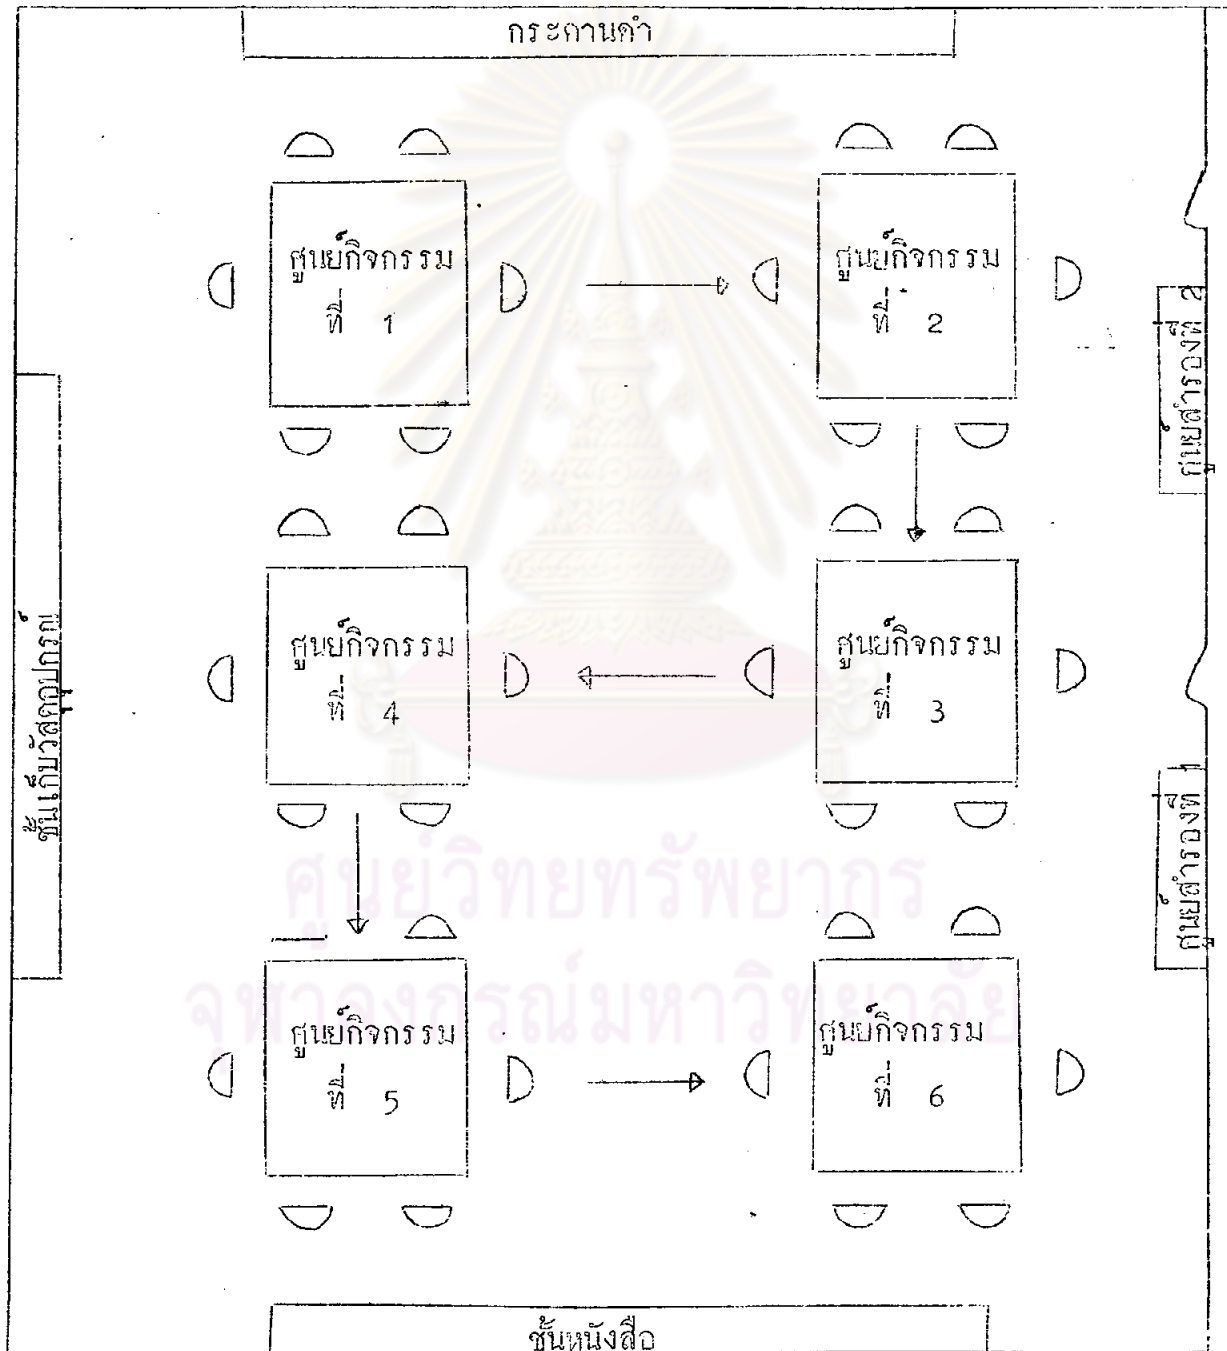 กระดานดำ
ศูนย์กิจกรรม
ที่ 1
ศูนย์กิจกรรม
ที่ 2
ศูนย์สำรองที่ 2
ศูนย์กิจกรรม
ที่ 4
ศูนย์กิจกรรม
ที่ 3
ชั้นเก็บวัสดุอุปกรณ์
ศูนย์สำรองที่ 1
ศูนย์วิทยทรัพยากร
จุฬาลงกรณ์มหาวิทยาลัย
ศูนย์กิจกรรม
ที่ 5
ศูนย์กิจกรรม
ที่ 6
ชั้นหนังสือ